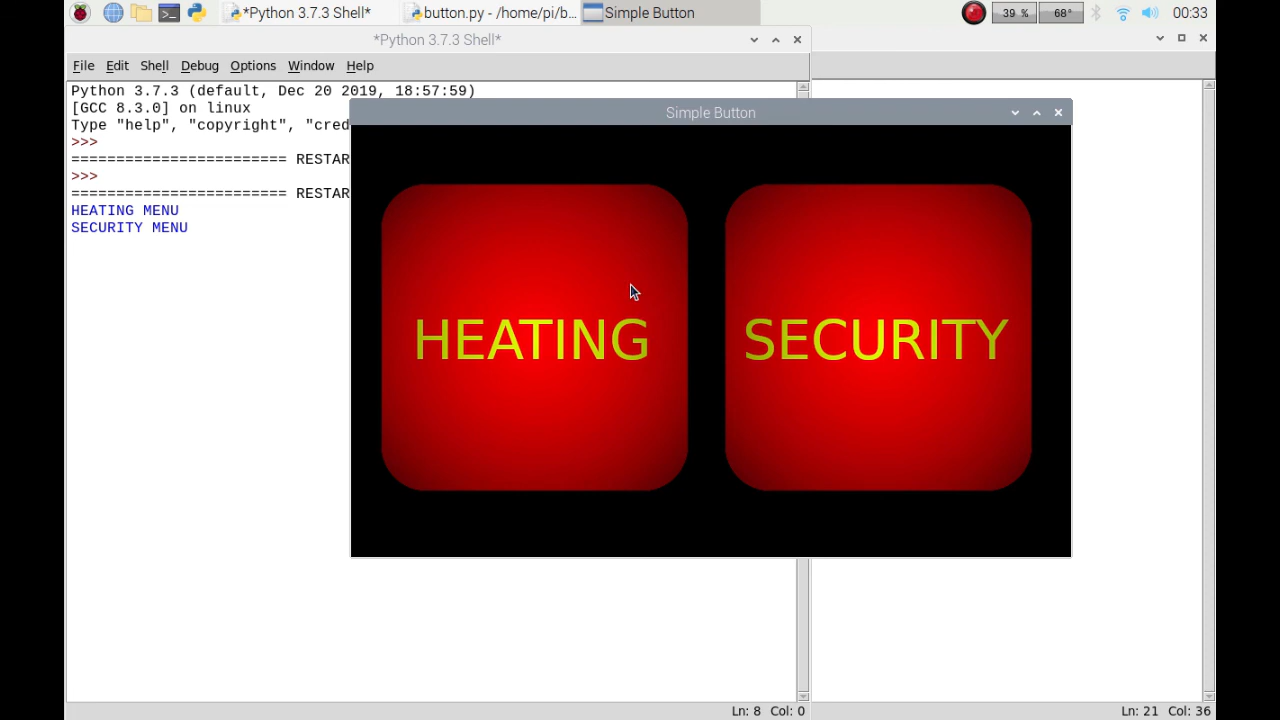 *Python 3.7.3 Shell*
button.py - /home/pi/b...
Simple Button
39 %
68°
00:33
*Python 3.7.3 Shell*
File Edit Shell Debug Options Window Help
Python 3.7.3 (default, Dec 20 2019, 18:57:59)
[GCC 8.3.0] on linux
Type "help", "copyright", "cred
>>>
======================== RESTAR
>>>
======================== RESTAR
HEATING MENU
SECURITY MENU
Simple Button
HEATING
SECURITY
Ln: 8 Col: 0
Ln: 21 Col: 36